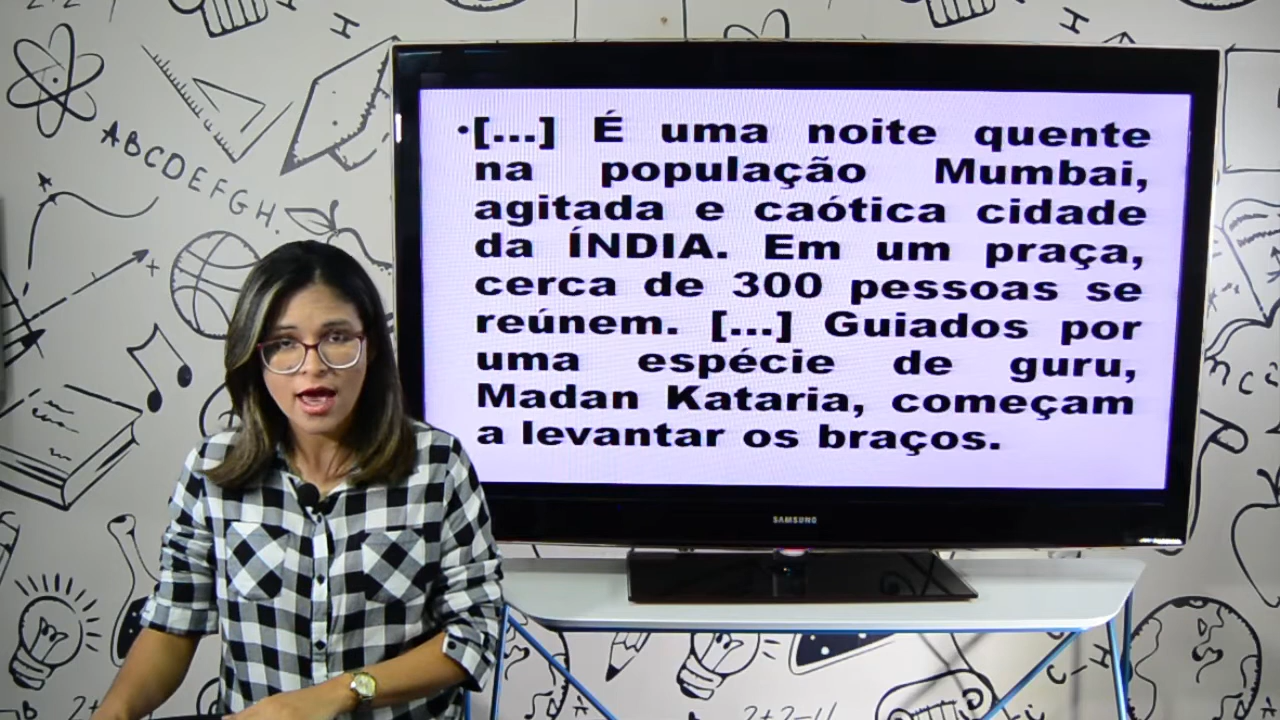 •[...] É uma noite quente
na população Mumbai,
agitada e caótica cidade
da ÍNDIA. Em um praça,
cerca de 300 pessoas se
reúnem. [...] Guiados por
uma espécie de guru,
Madan Kataria, começam
a levantar os braços.
SAMSUNG
ABCDEFGH.
H
H